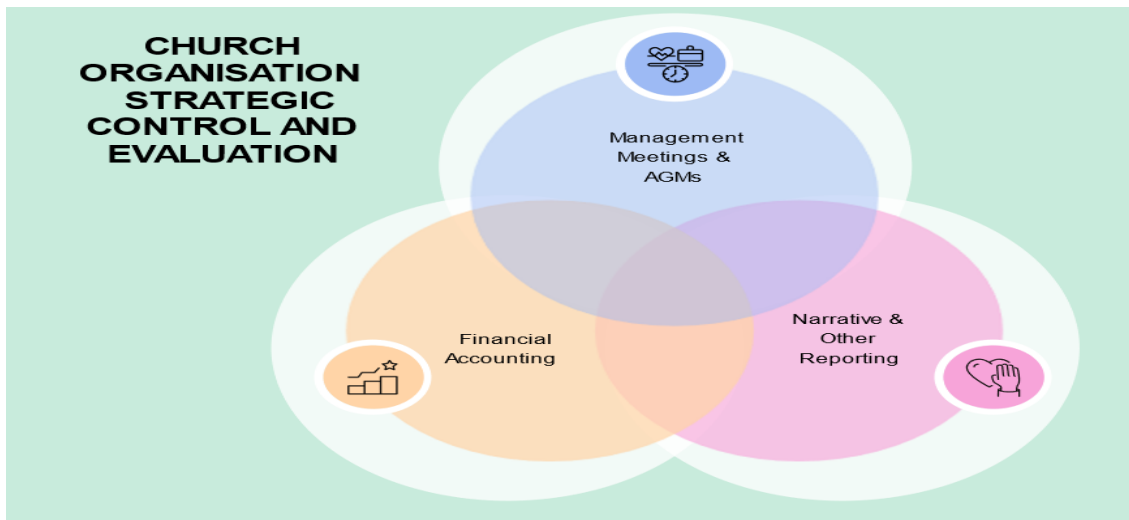 CHURCH
ORGANISATION
STRATEGIC
CONTROL AND
EVALUATION
Management
Meetings &
AGMs
Financial
Accounting
Narrative &
Other
Reporting